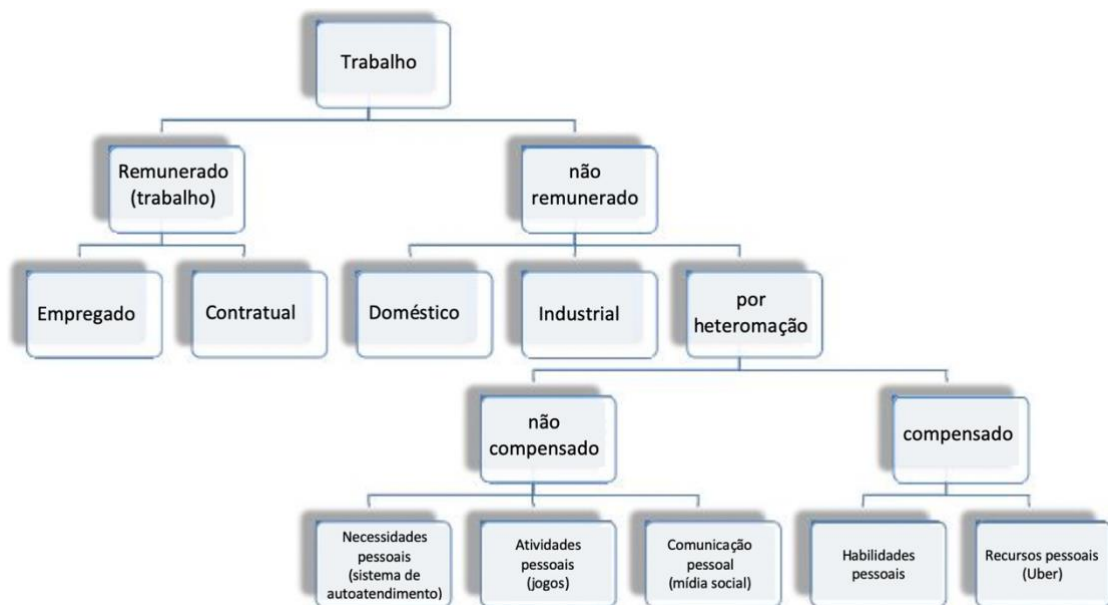 Trabalho
Remunerado
(trabalho)
não
remunerado
Empregado
Contratual
Doméstico
Industrial
por
heteromação
não
compensado
compensado
Necessidades
pessoais
(sistema de
autoatendimento)
Atividades
pessoais
(jogos)
Comunicação
pessoal
(mídia social)
Habilidades
pessoais
Recursos pessoais
(Uber)